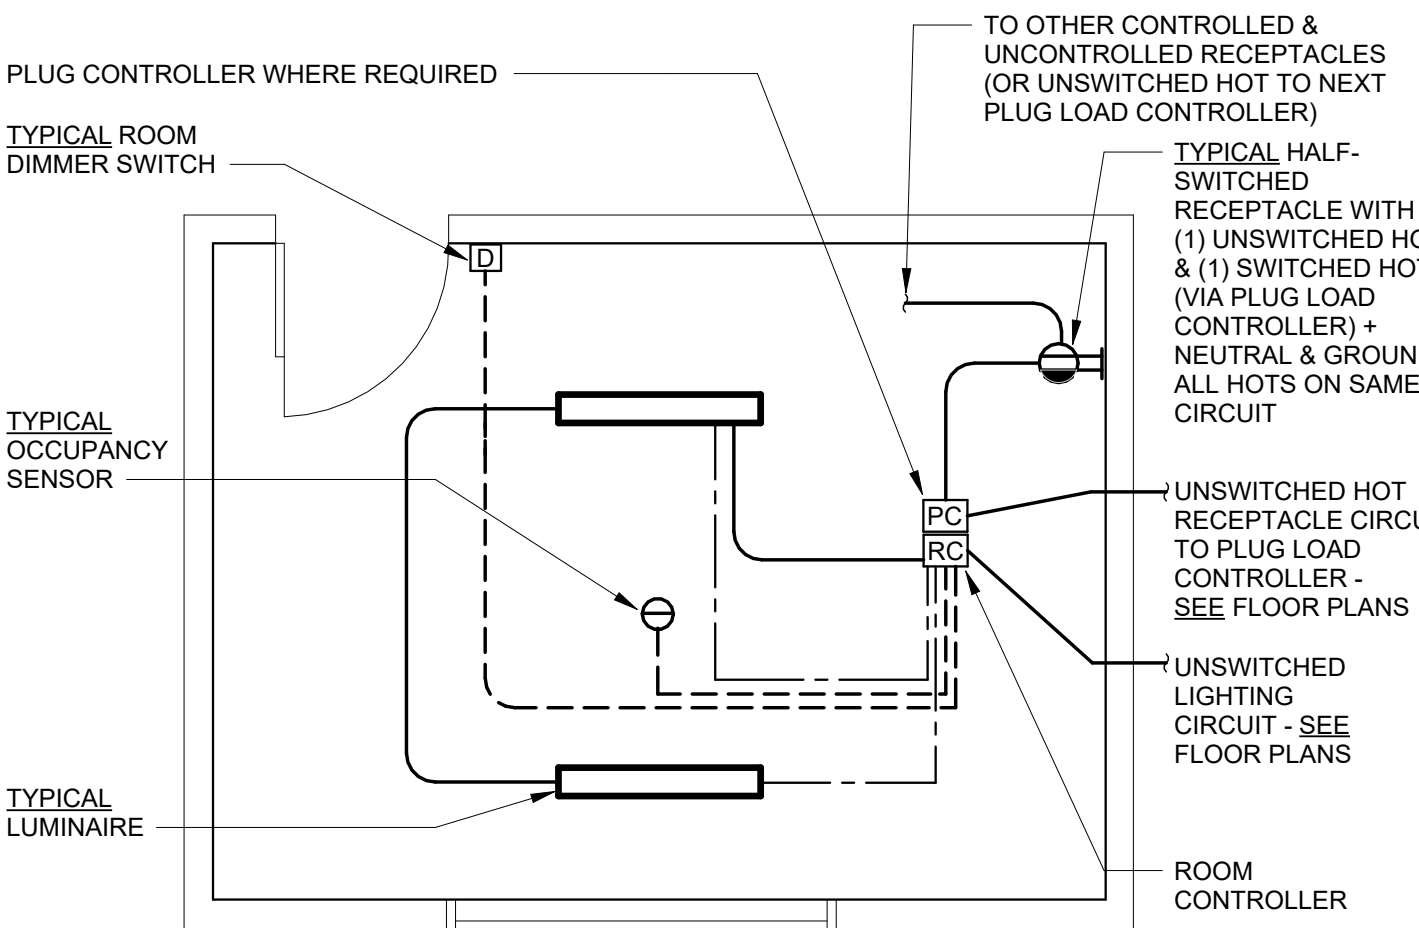 TO OTHER CONTROLLED &
UNCONTROLLED RECEPTACLES
(OR UNSWITCHED HOT TO NEXT
PLUG LOAD CONTROLLER)
PLUG CONTROLLER WHERE REQUIRED
TYPICAL ROOM
DIMMER SWITCH
TYPICAL HALF-
SWITCHED
RECEPTACLE WITH
(1) UNSWITCHED
& (1) SWITCHED
(VIA PLUG LOAD
CONTROLLER) +
NEUTRAL &
ALL HOTS ON SAME
CIRCUIT
D
TYPICAL
OCCUPANCY
SENSOR
UNSWITCHED HOT
RECEPTACLE
TO PLUG LOAD
CONTROLLER -
SEE FLOOR PLANS
PC
RC
UNSWITCHED
LIGHTING
CIRCUIT - SEE
FLOOR PLANS
TYPICAL
LUMINAIRE
ROOM
CONTROLLER